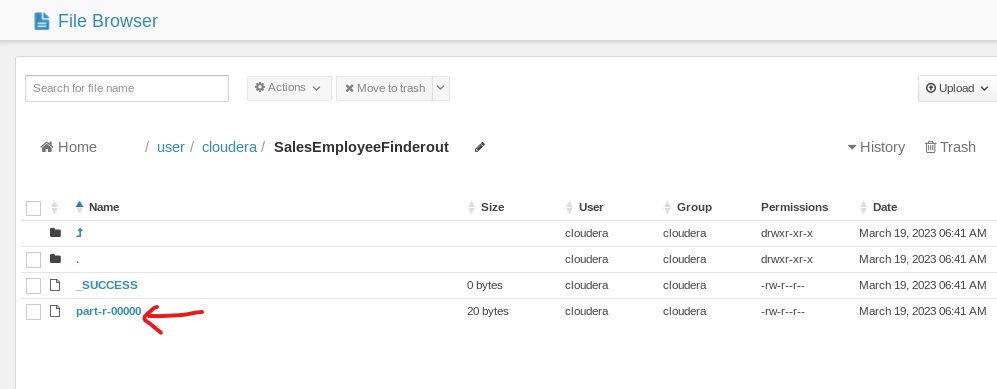 File Browser
Search for file name Actions Move to trash Upload
Home / user / cloudera / SalesEmployeeFinderout History Trash
Name Size User Group Permissions Date
cloudera cloudera drwxr-xr-x March 19, 2023 06:41 AM
. cloudera cloudera drwxr-xr-x March 19, 2023 06:41 AM
_SUCCESS 0 bytes cloudera cloudera -rw-r--r-- March 19, 2023 06:41 AM
part-r-00000 20 bytes cloudera cloudera -rw-r--r-- March 19, 2023 06:41 AM